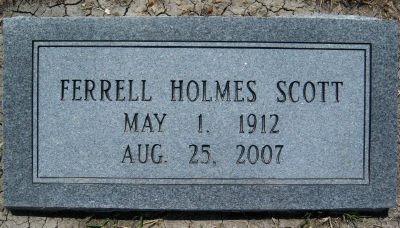 FERRELL HOLMES SCOTT
MAY 1, 1912
AUG. 25, 2007